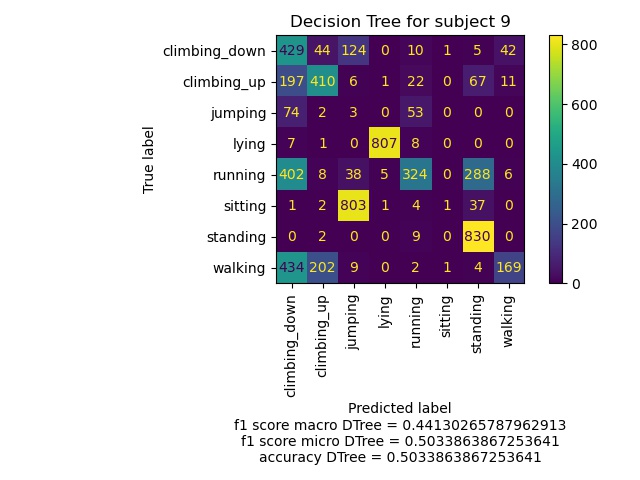 Decision Tree for subject 9
climbing_down 429 44 124 0 10 1 5 42
climbing_up 197 410 6 1 22 0 67 11
jumping 74 2 3 0 53 0 0 0
lying 7 1 0 807 8 0 0 0
running 402 8 38 5 324 0 288 6
sitting 1 2 803 1 4 1 37 0
standing 0 2 0 0 9 0 830 0
walking 434 202 9 0 2 1 4 169
True label
climbing_down climbing_up jumping lying running sitting standing walking
Predicted label
800
600
400
200
0
f1 score macro DTree = 0.44130265787962913
f1 score micro DTree = 0.5033863867253641
accuracy DTree = 0.5033863867253641